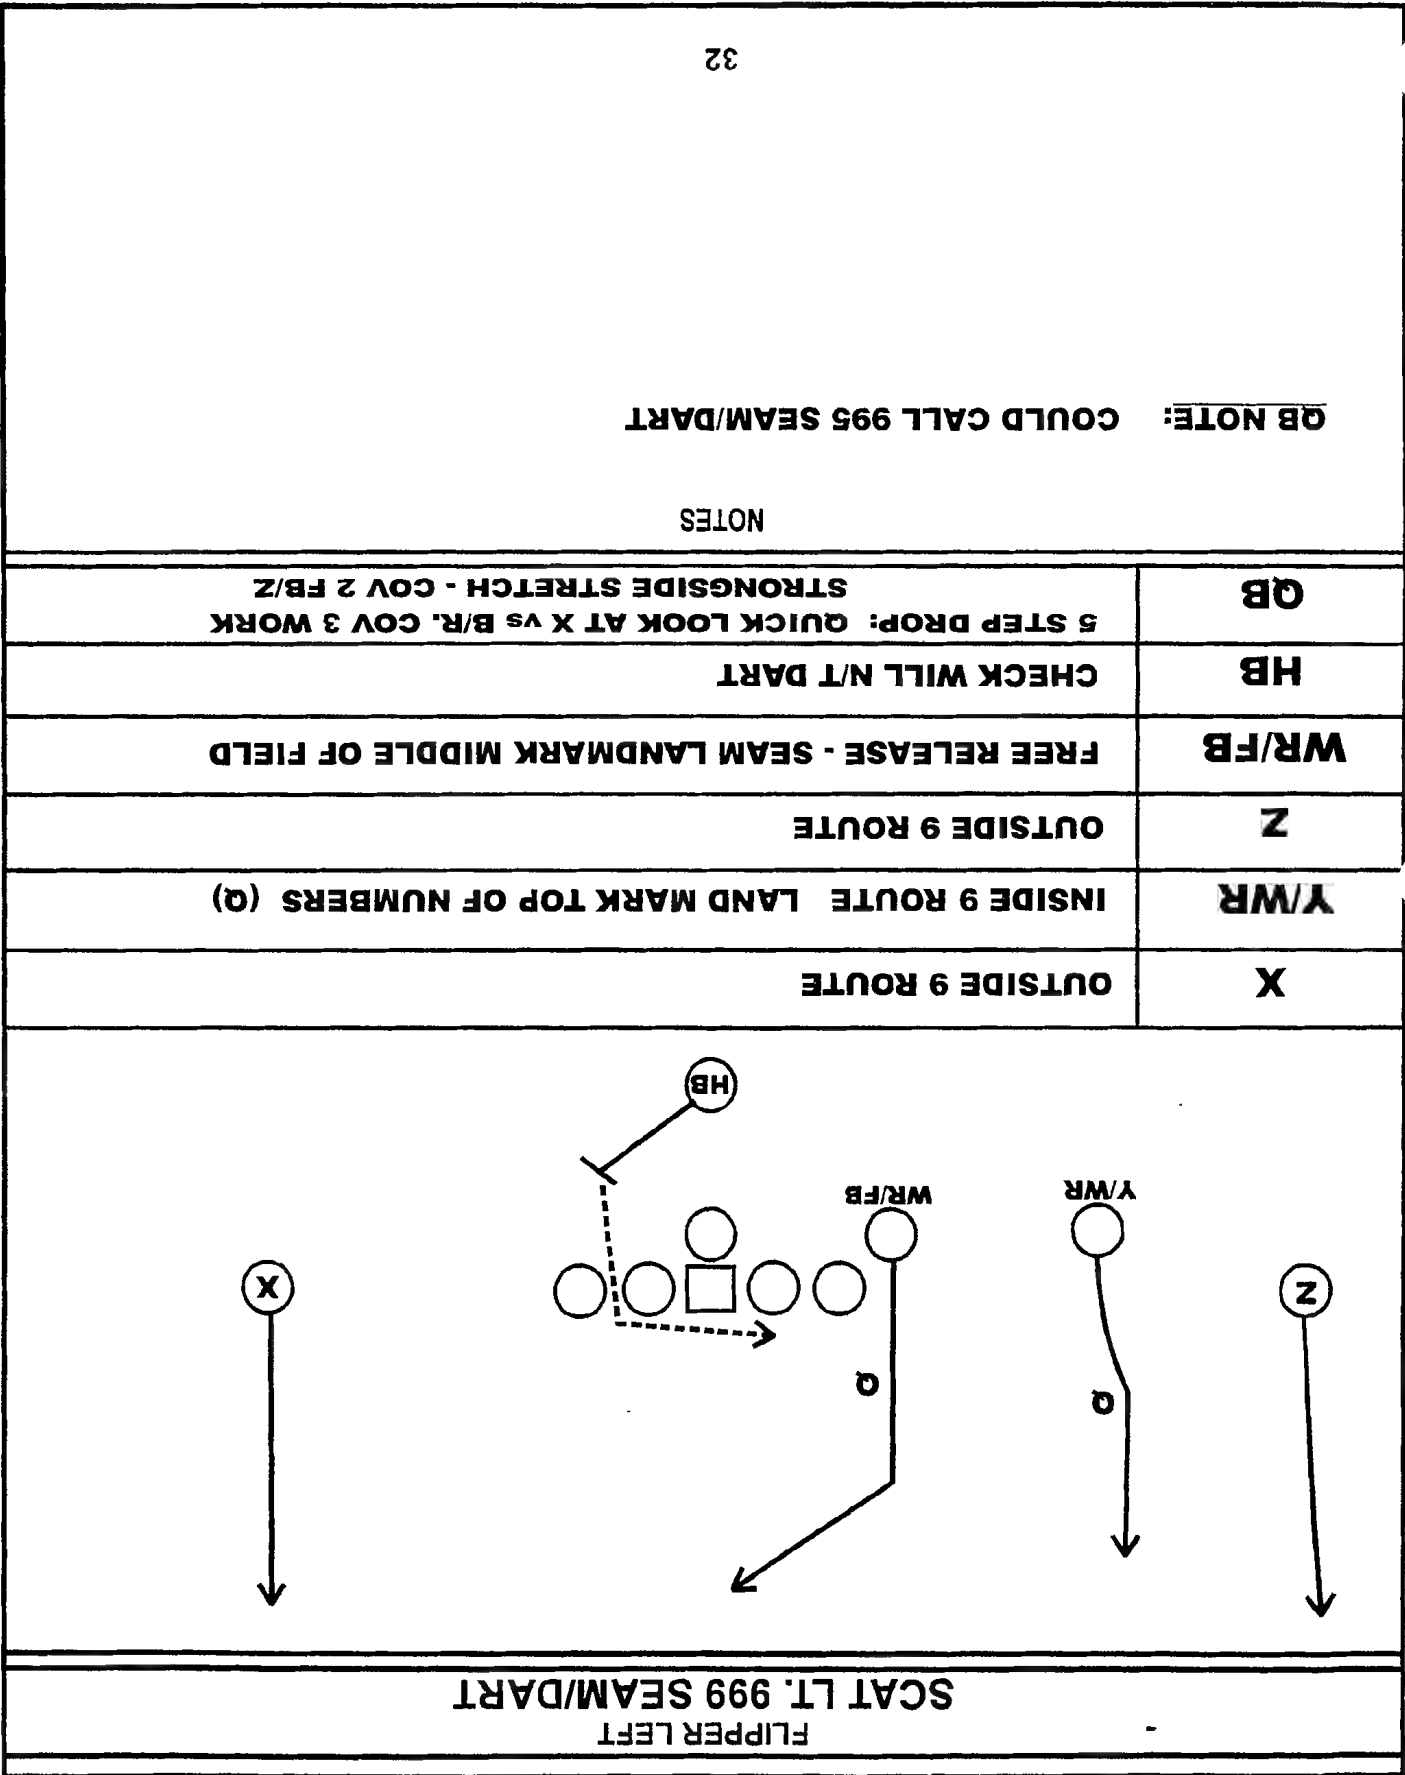 FLIPPER LEFT
SCAT LT. 999 SEAM/DART
Q
Q
Z
X
Y/WR
WR/FB
HB
X OUTSIDE 9 ROUTE
Y/WR INSIDE 9 ROUTE LAND MARK TOP OF NUMBERS (Q)
Z OUTSIDE 9 ROUTE
WR/FB FREE RELEASE - SEAM LANDMARK MIDDLE OF FIELD
HB CHECK WILL N/T DART
QB 5 STEP DROP: QUICK LOOK AT X vs B/R. COV 3 WORK
STRONGSIDE STRETCH - COV 2 FB/Z
NOTES
QB NOTE: COULD CALL 995 SEAM/DART
32